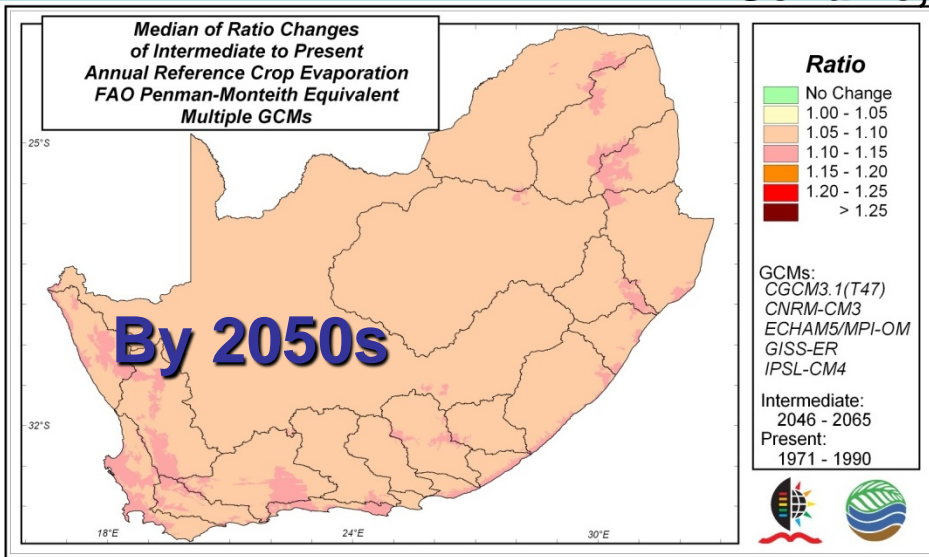 Median of Ratio Changes
of Intermediate to Present
Annual Reference Crop Evaporation
FAO Penman-Monteith Equivalent
Multiple GCMs
25°S
32°S
18°E
24°E
30°E
By 2050s
Ratio
No Change
1.00 - 1.05
1.05 - 1.10
1.10 - 1.15
1.15 - 1.20
1.20 - 1.25
> 1.25
GCMs:
CGCM3.1(T47)
CNRM-CM3
ECHAM5/MPI-OM
GISS-ER
IPSL-CM4
Intermediate:
2046 - 2065
Present:
1971 - 1990